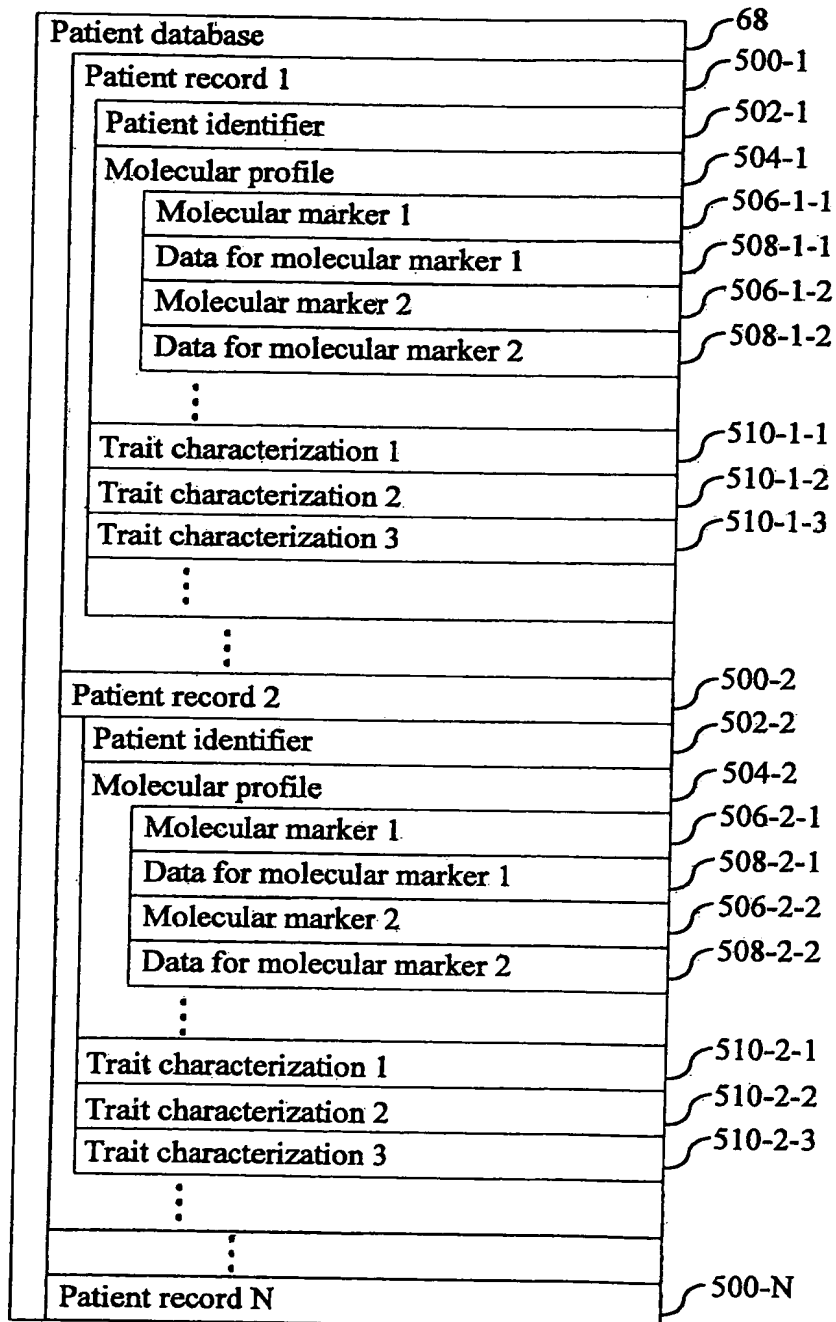 Patient database 68
Patient record 1 500-1
Patient identifier 502-1
Molecular profile 504-1
Molecular marker 1 506-1-1
Data for molecular marker 1 508-1-1
Molecular marker 2 506-1-2
Data for molecular marker 2 508-1-2
Trait characterization 1 510-1-1
Trait characterization 2 510-1-2
Trait characterization 3 510-1-3
Patient record 2 500-2
Patient identifier 502-2
Molecular profile 504-2
Molecular marker 1 506-2-1
Data for molecular marker 1 508-2-1
Molecular marker 2 506-2-2
Data for molecular marker 2 508-2-2
Trait characterization 1 510-2-1
Trait characterization 2 510-2-2
Trait characterization 3 510-2-3
Patient record N 500-N